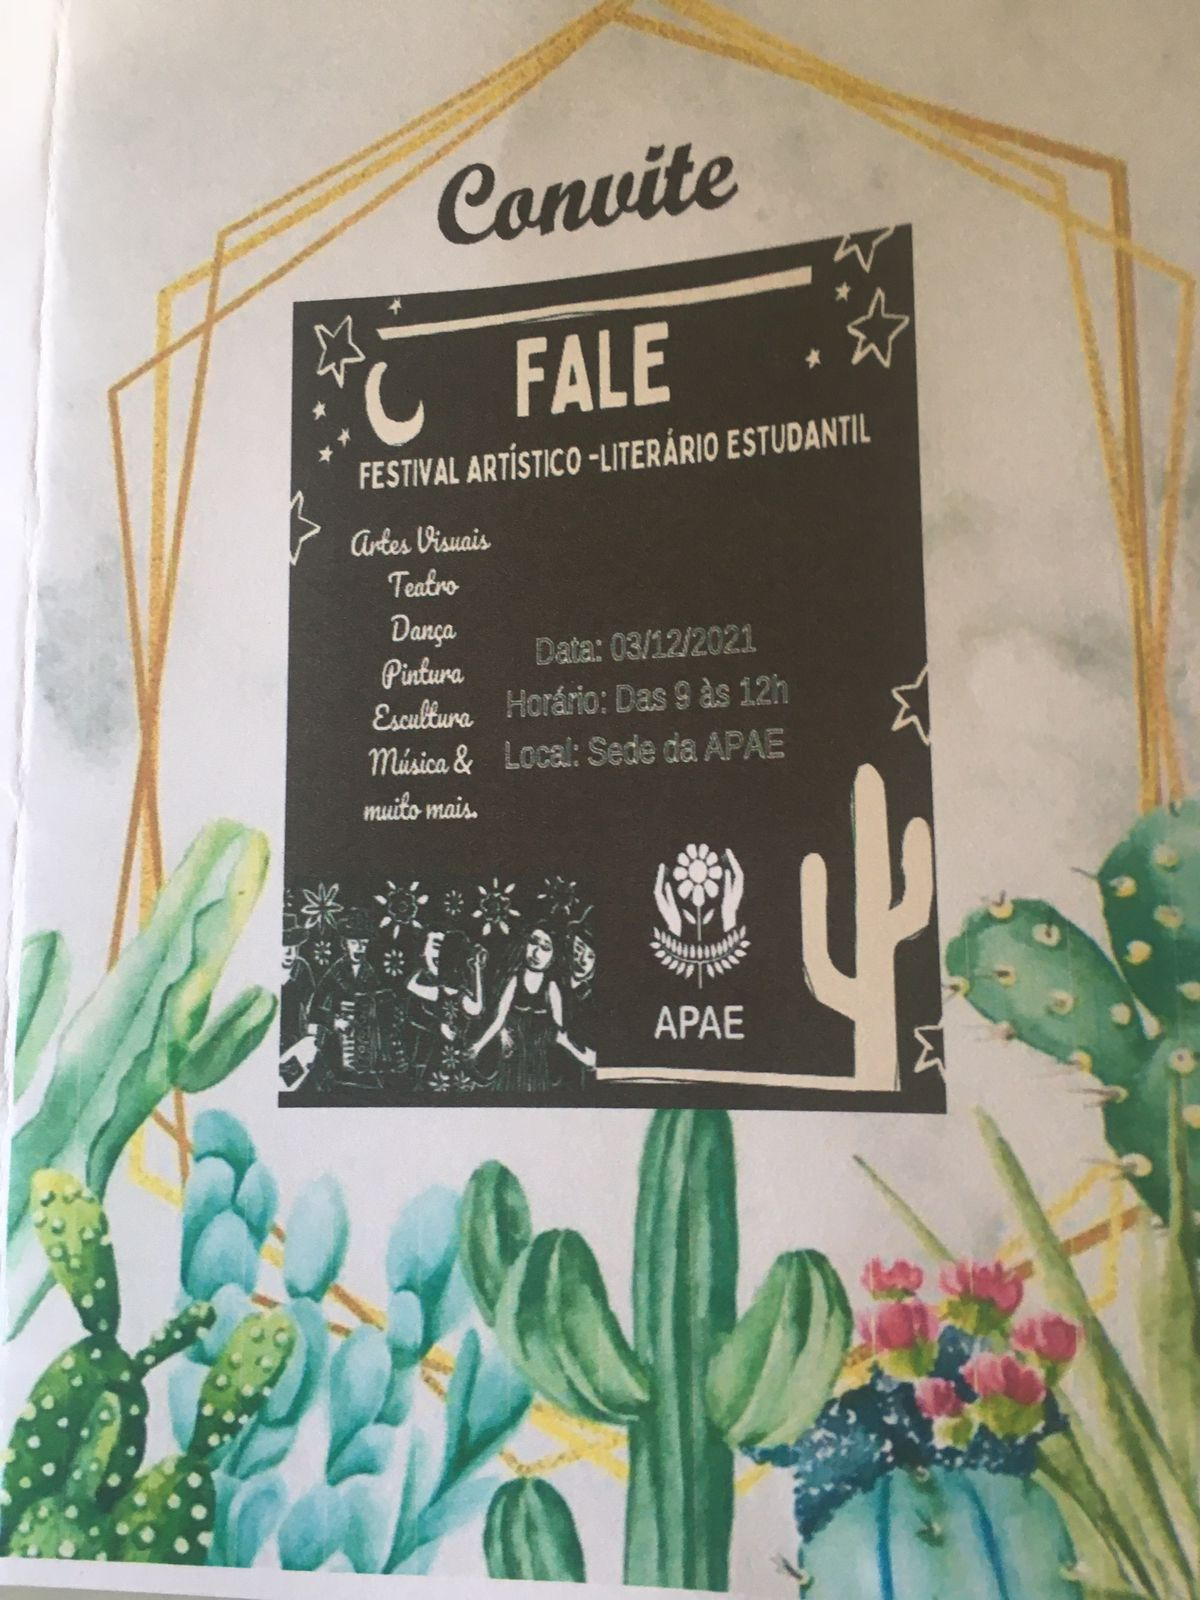 Convite
FALE
FESTIVAL ARTÍSTICO -LITERÁRIO ESTUDANTIL
Artes Visuais
Teatro
Dança
Pintura
Escultura
Música &
muito mais.
Data: 03/12/2021
Horário: Das 9 às 12h
Local: Sede da APAE
APAE